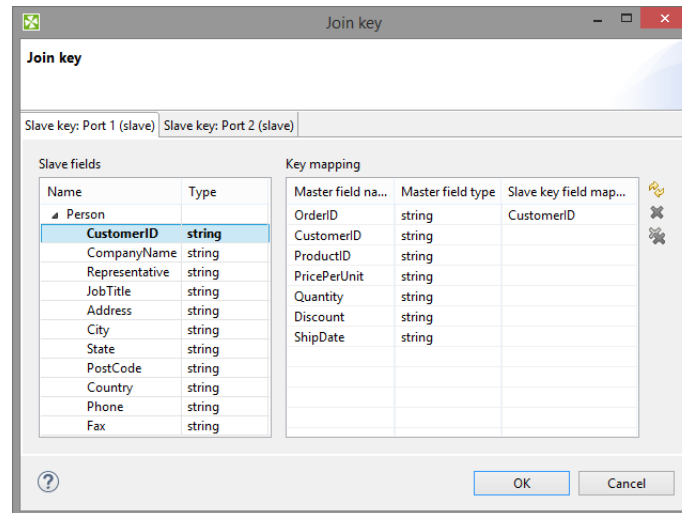 Join key
Join key
Slave key: Port 1 (slave) Slave key: Port 2 (slave)
Slave fields
Name Type
Person
CustomerID string
CompanyName string
Representative string
JobTitle string
Address string
City string
State string
PostCode string
Country string
Phone string
Fax string
Key mapping
Master field na... Master field type Slave key field map...
OrderID string CustomerID
CustomerID string
ProductID string
PricePerUnit string
Quantity string
Discount string
ShipDate string
?
OK Cancel